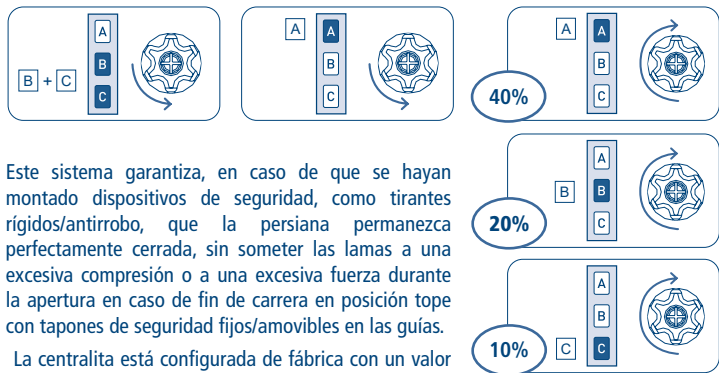 A
B
C
B + C
A
A
B
C
A
A
B
C
40%
A
B
B
C
20%
A
B
C
C
10%
Este sistema garantiza, en caso de que se hayan
montado dispositivos de seguridad, como tirantes
rígidos/antirrobo, que la persiana permanezca
perfectamente cerrada, sin someter las lamas a una
excesiva compresión o a una excesiva fuerza durante
la apertura en caso de fin de carrera en posición tope
con tapones de seguridad fijos/amovibles en las guías.
La centralita está configurada de fábrica con un valor